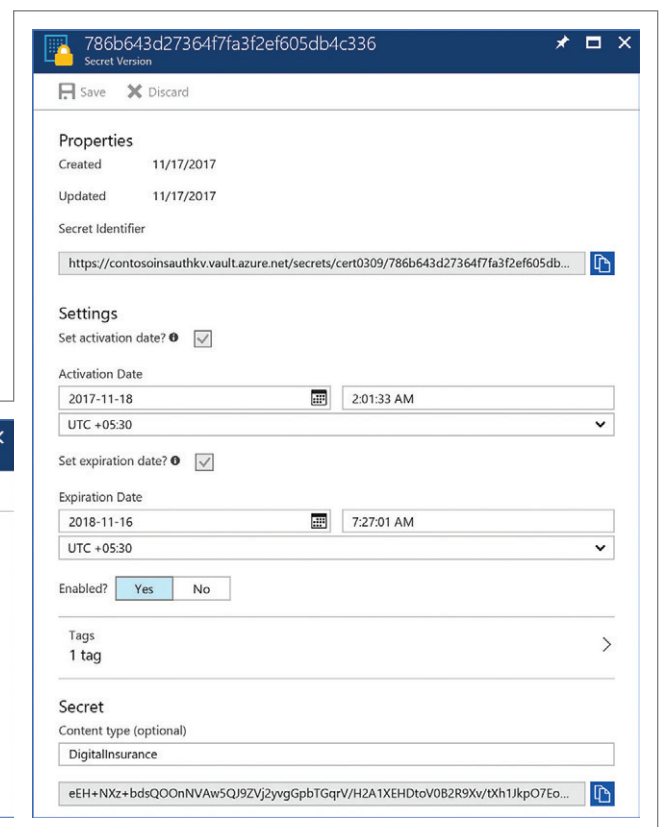 786b643d27364f7fa3f2ef605db4c336
Secret Version
Save Discard
Properties
Created 11/17/2017
Updated 11/17/2017
Secret Identifier
https://contosoinsauthkv.vault.azure.net/secrets/cert0309/786b643d27364f7fa3f2ef605db...
Settings
Set activation date?
Activation Date
2017-11-18 2:01:33 AM
UTC +05:30
Set expiration date?
Expiration Date
2018-11-16 7:27:01 AM
UTC +05:30
Enabled? Yes No
Tags
1 tag
Secret
Content type (optional)
DigitalInsurance
eEH+NXz+bdsQOOnNVAw5QJ9ZVj2yvgGpbTGqrV/H2A1XEHDtoV0B2R9Xv/tXh1JkpO7Eo...